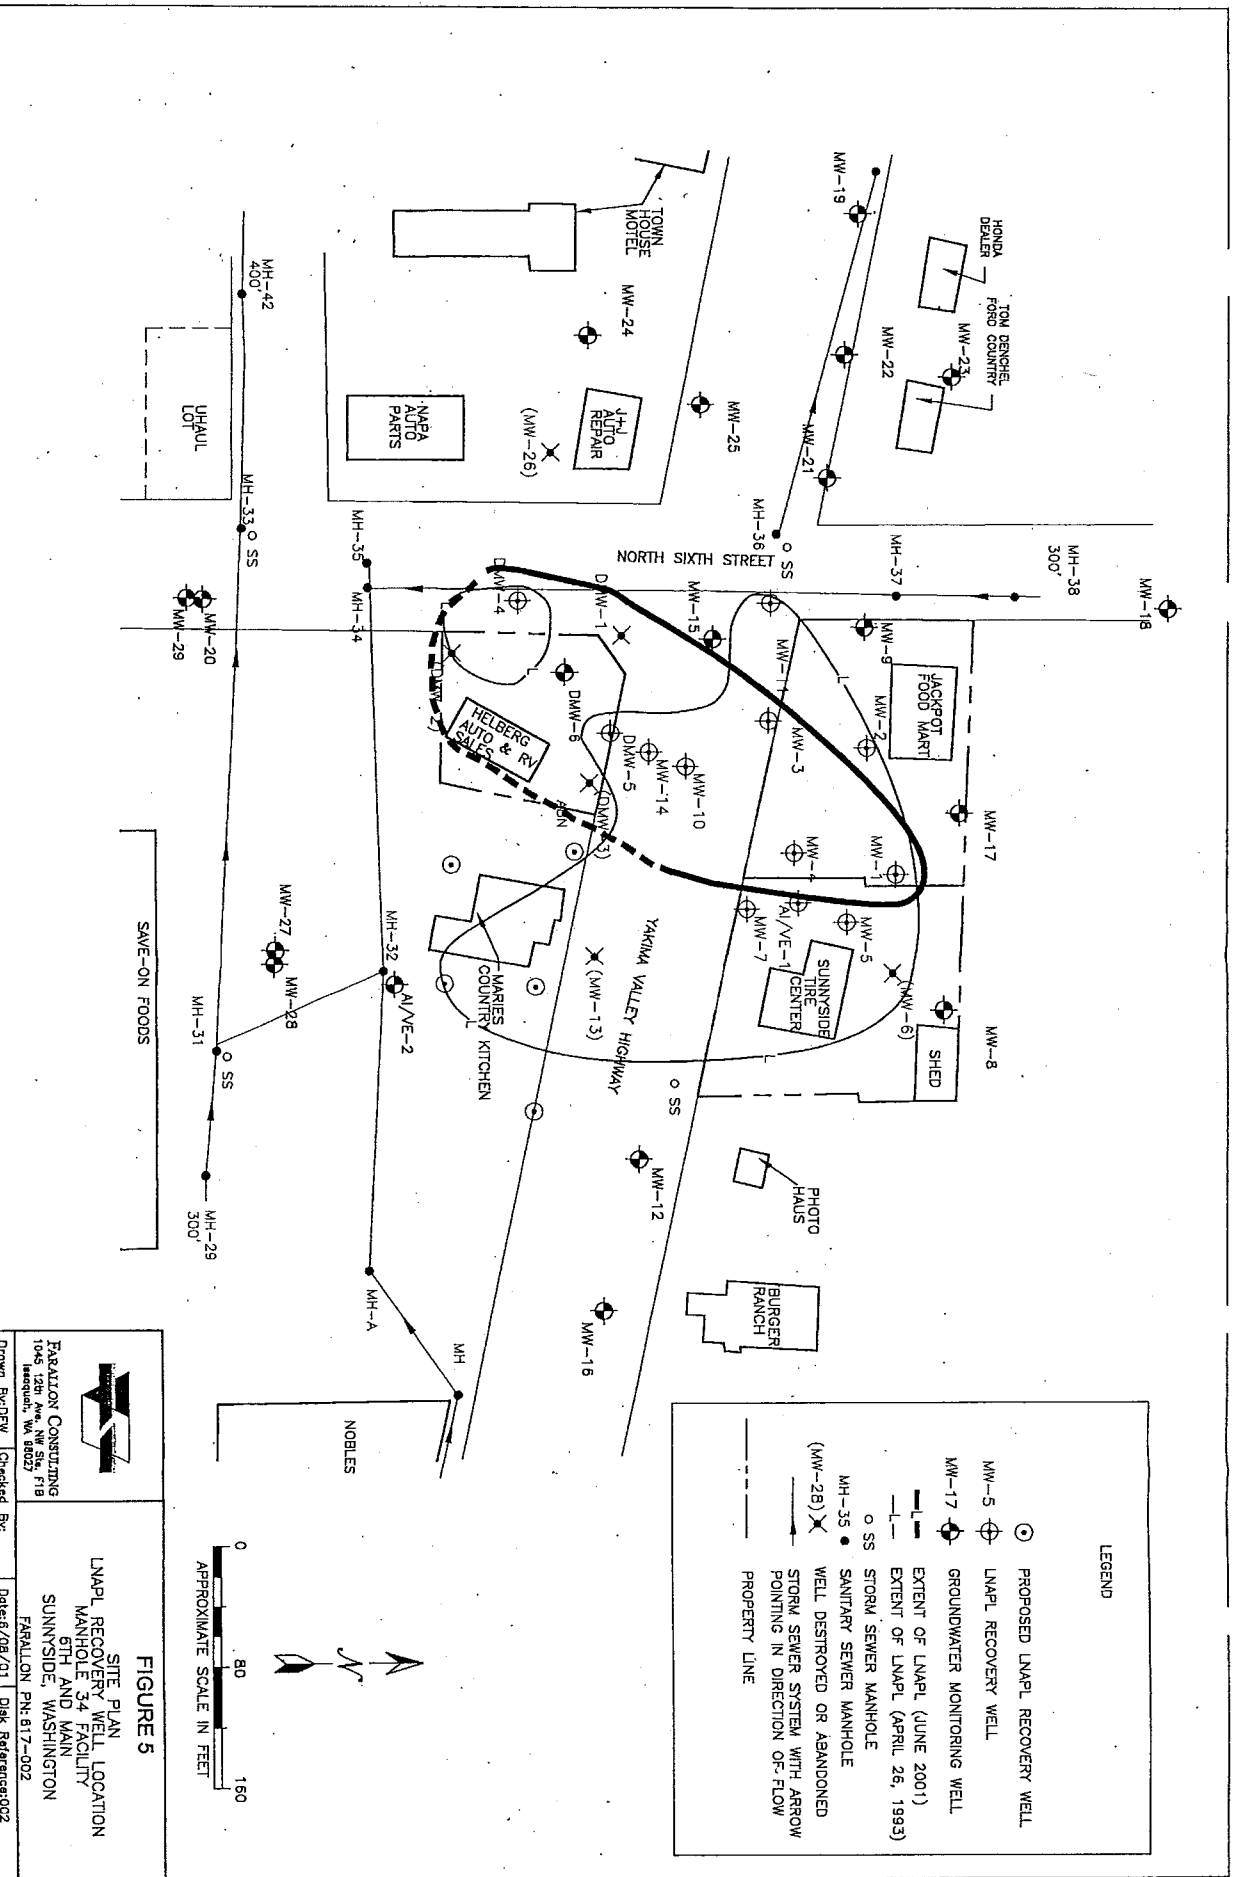 MW-19
HONDA
DEALER
TOM DENCHEL
FORD COUNTRY
MW-23
MW-22
MW-21
TOWN
HOUSE
MOTEL
MW-24
MW-25
J+J
AUTO
REPAIR
(MW-26)
NAPA
AUTO
PARTS
MH-42
400'
UHAUL
LOT
MH-33
SS
MH-35
MH-34
MH-36
SS
NORTH SIXTH STREET
MH-37
MH-38
300'
MW-18
MW-9
JACKPOT
FOOD MART
MW-2
MW-11
MW-3
MW-15
DMW-1
DMW-4
DMW-6
HELBERG
AUTO & RV
SALES
DMW-5
MW-14
MW-10
(DMW-3)
MW-17
MW-1
MW-4
AI/VE-1
MW-5
MW-7
(MW-6)
SUNNYSIDE
TIRE
CENTER
MW-8
SHED
MW-20
MW-29
L
L
L
L
L
YAKIMA VALLEY HIGHWAY
(MW-13)
MARIES
COUNTRY KITCHEN
AI/VE-2
MH-32
MW-27
MW-28
MH-31
SS
MH-29
300'
SAVE-ON FOODS
SS
MW-12
PHOTO
HAUS
BURGER
RANCH
MW-16
MH-A
MH
NOBLES
LEGEND
PROPOSED LNAPL RECOVERY WELL
MW-5 LNAPL RECOVERY WELL
MW-17 GROUNDWATER MONITORING WELL
L EXTENT OF LNAPL (JUNE 2001)
L EXTENT OF LNAPL (APRIL 26, 1993)
SS STORM SEWER MANHOLE
MH-35 SANITARY SEWER MANHOLE
(MW-28) WELL DESTROYED OR ABANDONED
STORM SEWER SYSTEM WITH ARROW
POINTING IN DIRECTION OF FLOW
PROPERTY LINE
N
0 80 160
APPROXIMATE SCALE IN FEET
FARALLON CONSULTING
1045 12th Ave. NW Ste. F1B
Issaquah, WA 98027
FIGURE 5
SITE PLAN
LNAPL RECOVERY WELL LOCATION
MANHOLE 34 FACILITY
6TH AND MAIN
SUNNYSIDE, WASHINGTON
FARALLON PN: 617-002
Drawn By:DEW Checked By: Date:6/08/01 Disk Reference:002